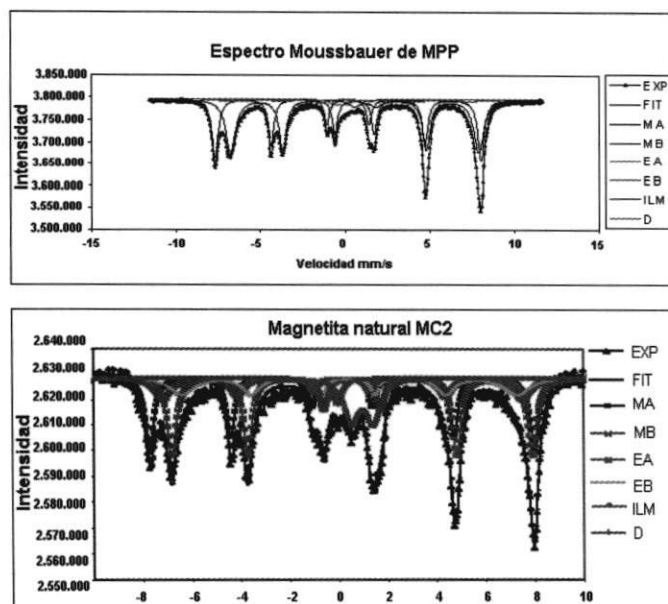 Espectro Moussbauer de MPP
Intensidad
3.850.000
3.800.000
3.750.000
3.700.000
3.650.000
3.600.000
3.550.000
3.500.000
-15
-10
-5
0
5
10
15
Velocidad mm/s
EXP
FIT
MA
MB
EA
EB
ILM
D
Magnetita natural MC2
Intensidad
2.640.000
2.630.000
2.620.000
2.610.000
2.600.000
2.590.000
2.580.000
2.570.000
2.560.000
2.550.000
-8
-6
-4
-2
0
2
4
6
8
10
EXP
FIT
MA
MB
EA
EB
ILM
D